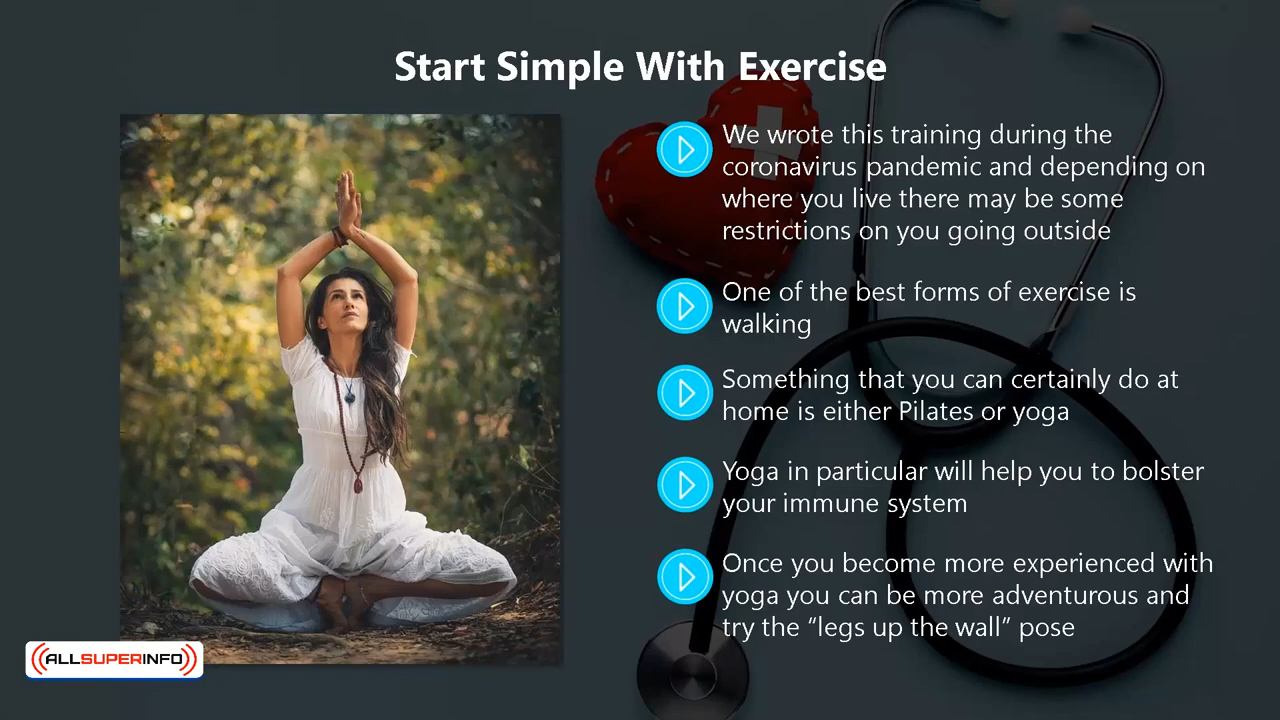 Start Simple With Exercise
We wrote this training during the
coronavirus pandemic and depending on
where you live there may be some
restrictions on you going outside
One of the best forms of exercise is
walking
Something that you can certainly do at
home is either Pilates or yoga
Yoga in particular will help you to bolster
your immune system
Once you become more experienced with
yoga you can be more adventurous and
try the “legs up the wall” pose
ALLSUPERINFO